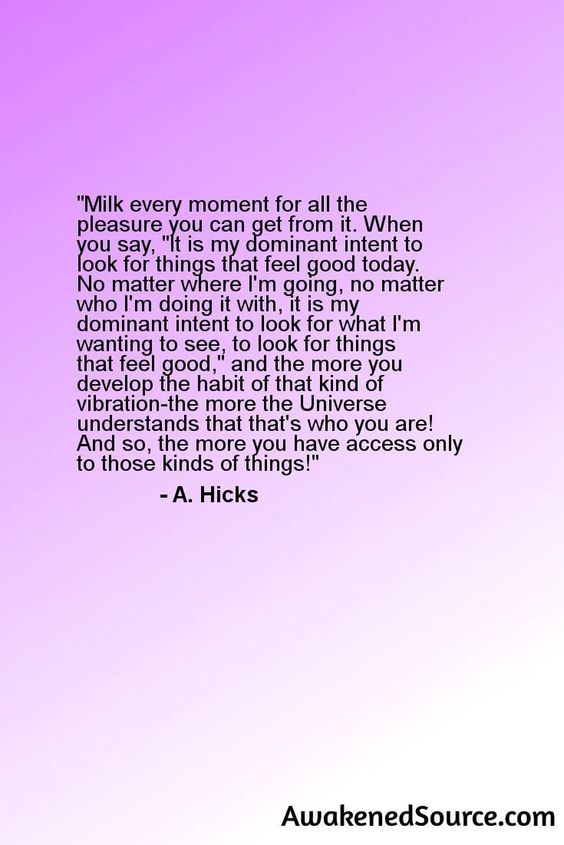 "Milk every moment for all the
pleasure you can get from it. When
you say, "It is my dominant intent to
look for things that feel good today.
No matter where I'm going, no matter
who I'm doing it with, it is my
dominant intent to look for what I'm
wanting to see, to look for things
that feel good," and the more you
develop the habit of that kind of
vibration-the more the Universe
understands that that's who you are!
And so, the more you have access only
to those kinds of things!"
- A. Hicks
AwakenedSource.com